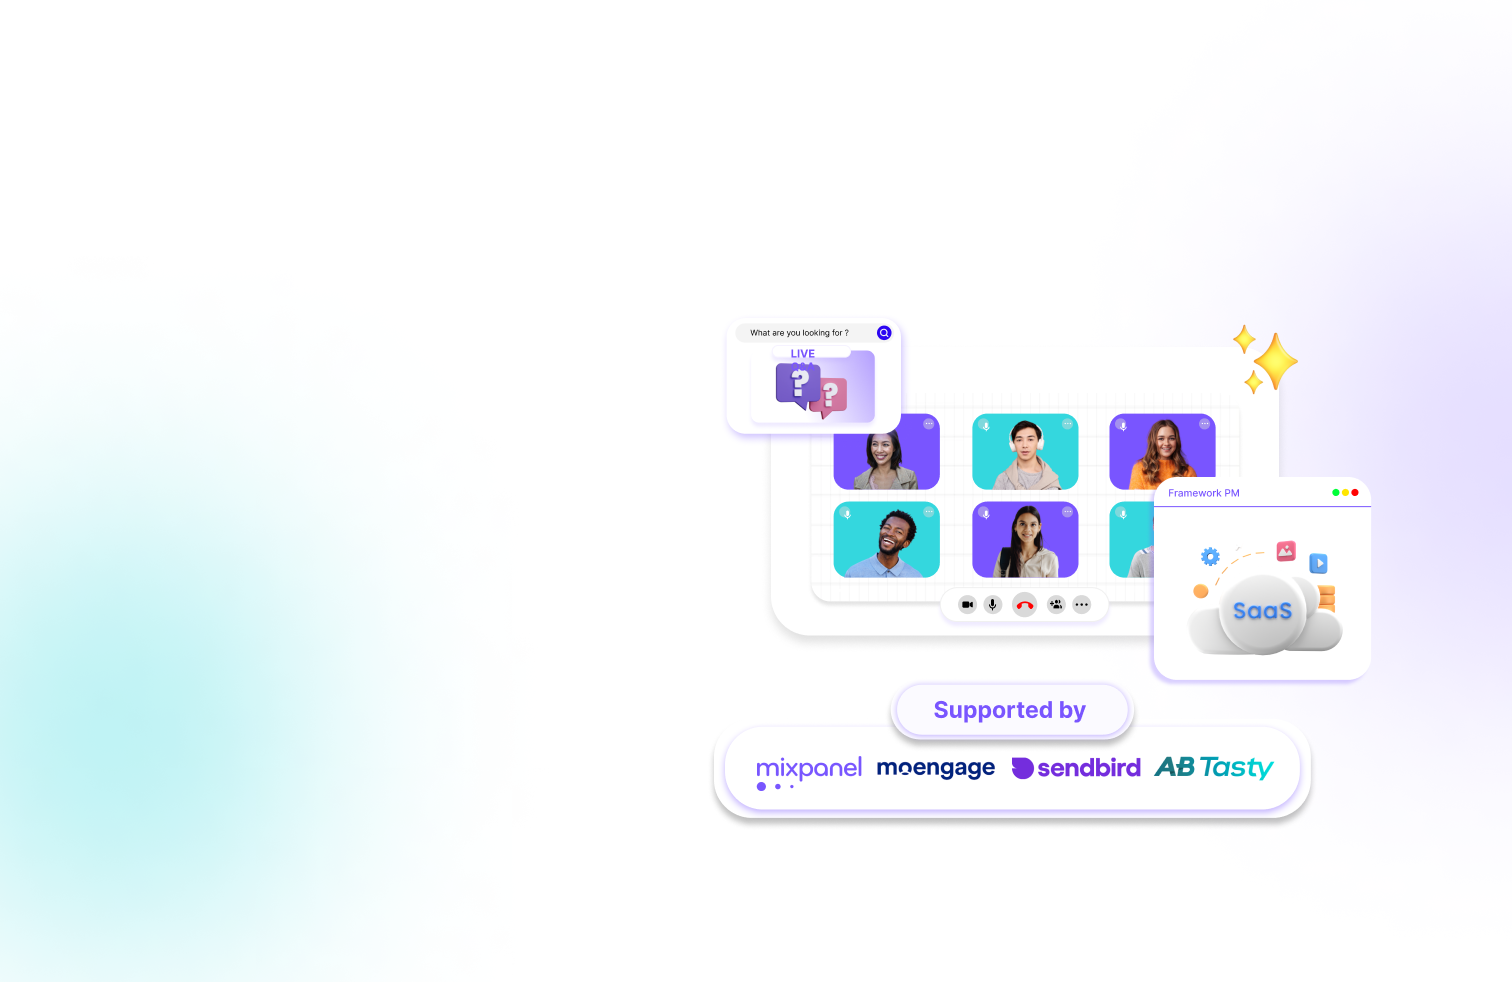 What are you looking for ?
LIVE
Framework PM
SaaS
Supported by
mixpanel moengage sendbird AB Tasty